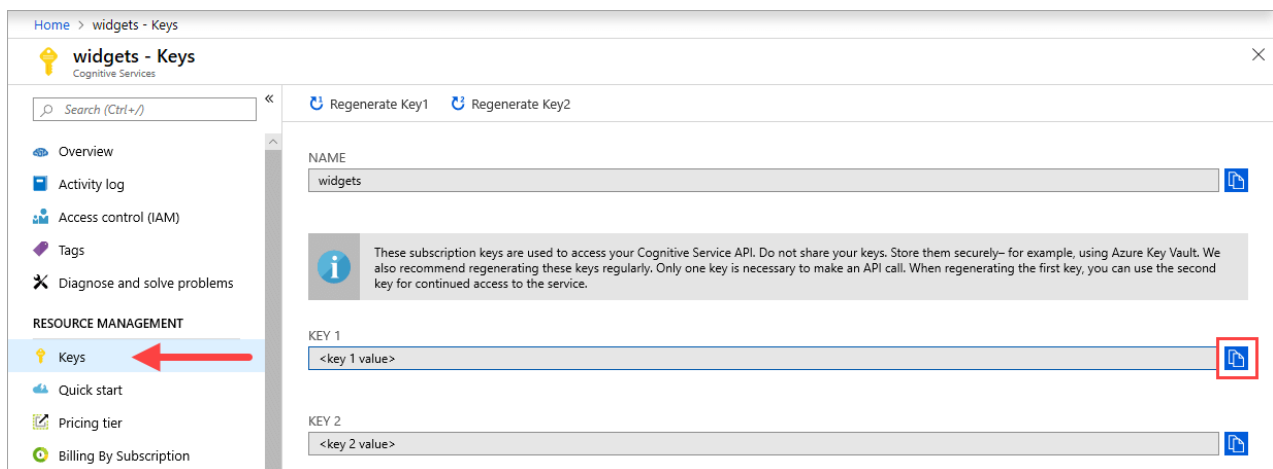 Home > widgets - Keys
widgets - Keys
Cognitive Services
Search (Ctrl+/)
«
Overview
Activity log
Access control (IAM)
Tags
Diagnose and solve problems
RESOURCE MANAGEMENT
Keys
Quick start
Pricing tier
Billing By Subscription
Regenerate Key1 Regenerate Key2
NAME
widgets
These subscription keys are used to access your Cognitive Service API. Do not share your keys. Store them securely– for example, using Azure Key Vault. We
also recommend regenerating these keys regularly. Only one key is necessary to make an API call. When regenerating the first key, you can use the second
key for continued access to the service.
KEY 1
<key 1 value>
KEY 2
<key 2 value>